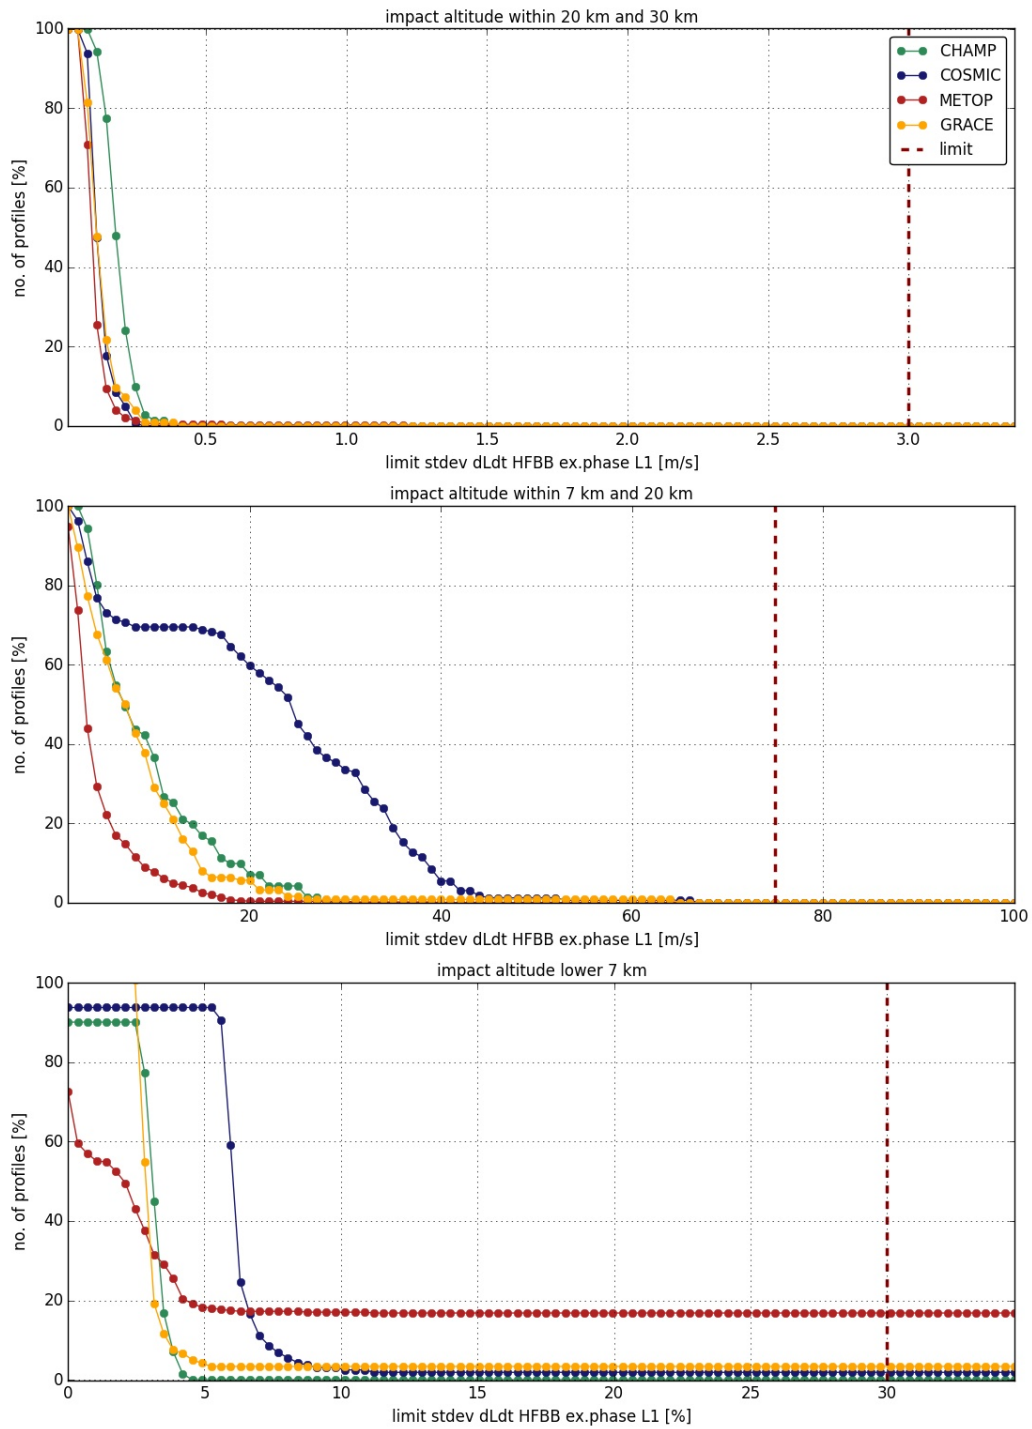 impact altitude within 20 km and 30 km
100
80
60
40
20
0
no. of profiles [%]
CHAMP
COSMIC
METOP
GRACE
limit
0.5 1.0 1.5 2.0 2.5 3.0
limit stdev dLdt HFBB ex.phase L1 [m/s]
impact altitude within 7 km and 20 km
100
80
60
40
20
0
no. of profiles [%]
20 40 60 80 100
limit stdev dLdt HFBB ex.phase L1 [m/s]
impact altitude lower 7 km
100
80
60
40
20
0
no. of profiles [%]
0 5 10 15 20 25 30
limit stdev dLdt HFBB ex.phase L1 [%]